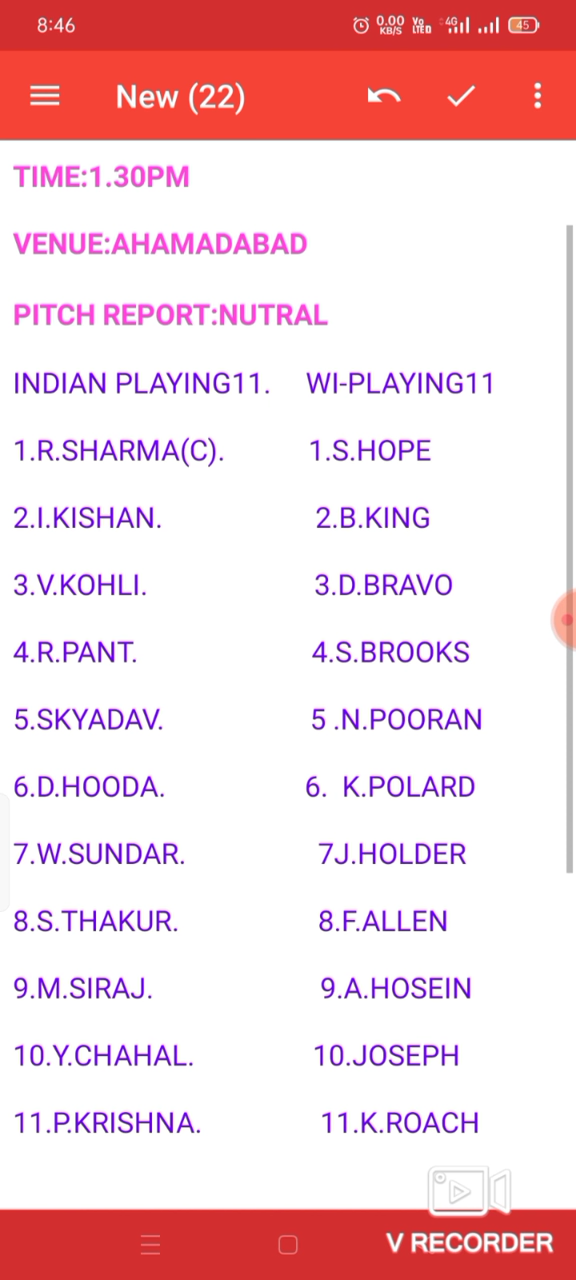 8:46 0.00 KB/S Vo LTED 4G 45
New (22)
TIME:1.30PM
VENUE:AHAMADABAD
PITCH REPORT:NUTRAL
INDIAN PLAYING11. WI-PLAYING11
1.R.SHARMA(C). 1.S.HOPE
2.I.KISHAN. 2.B.KING
3.V.KOHLI. 3.D.BRAVO
4.R.PANT. 4.S.BROOKS
5.SKYADAV. 5 .N.POORAN
6.D.HOODA. 6. K.POLARD
7.W.SUNDAR. 7J.HOLDER
8.S.THAKUR. 8.F.ALLEN
9.M.SIRAJ. 9.A.HOSEIN
10.Y.CHAHAL. 10.JOSEPH
11.P.KRISHNA. 11.K.ROACH
V RECORDER